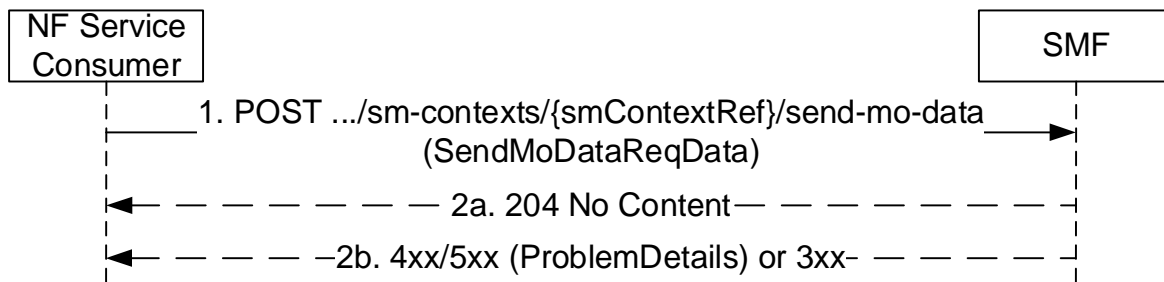 NF Service
Consumer
SMF
1. POST .../sm-contexts/{smContextRef}/send-mo-data
(SendMoDataReqData)
2a. 204 No Content
2b. 4xx/5xx (ProblemDetails) or 3xx